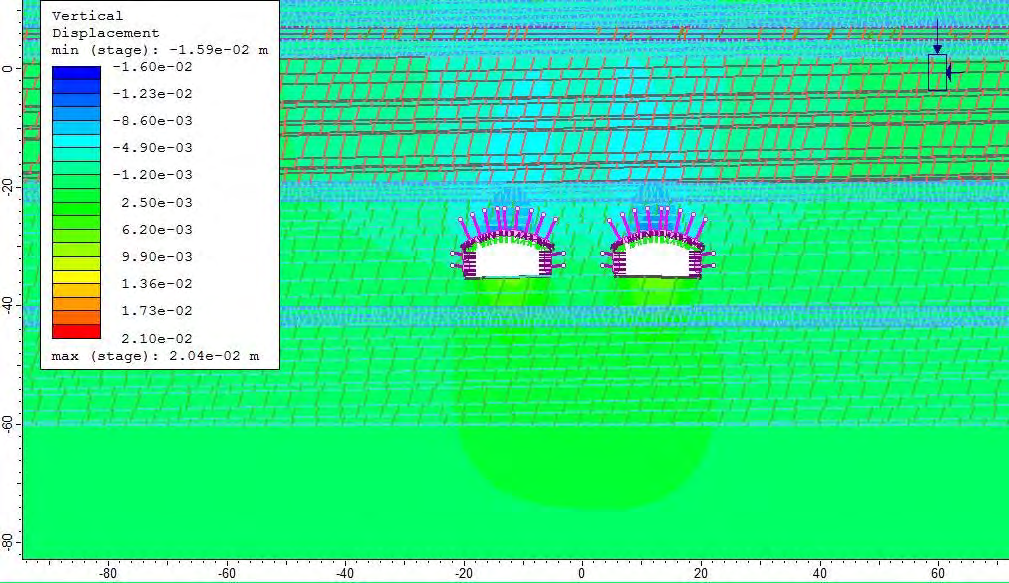 Vertical
Displacement
min (stage): -1.59e-02 m
-1.60e-02
-1.23e-02
-8.60e-03
-4.90e-03
-1.20e-03
2.50e-03
6.20e-03
9.90e-03
1.36e-02
1.73e-02
2.10e-02
max (stage): 2.04e-02 m
0
-20
-40
-60
-80
-80
-60
-40
-20
0
20
40
60